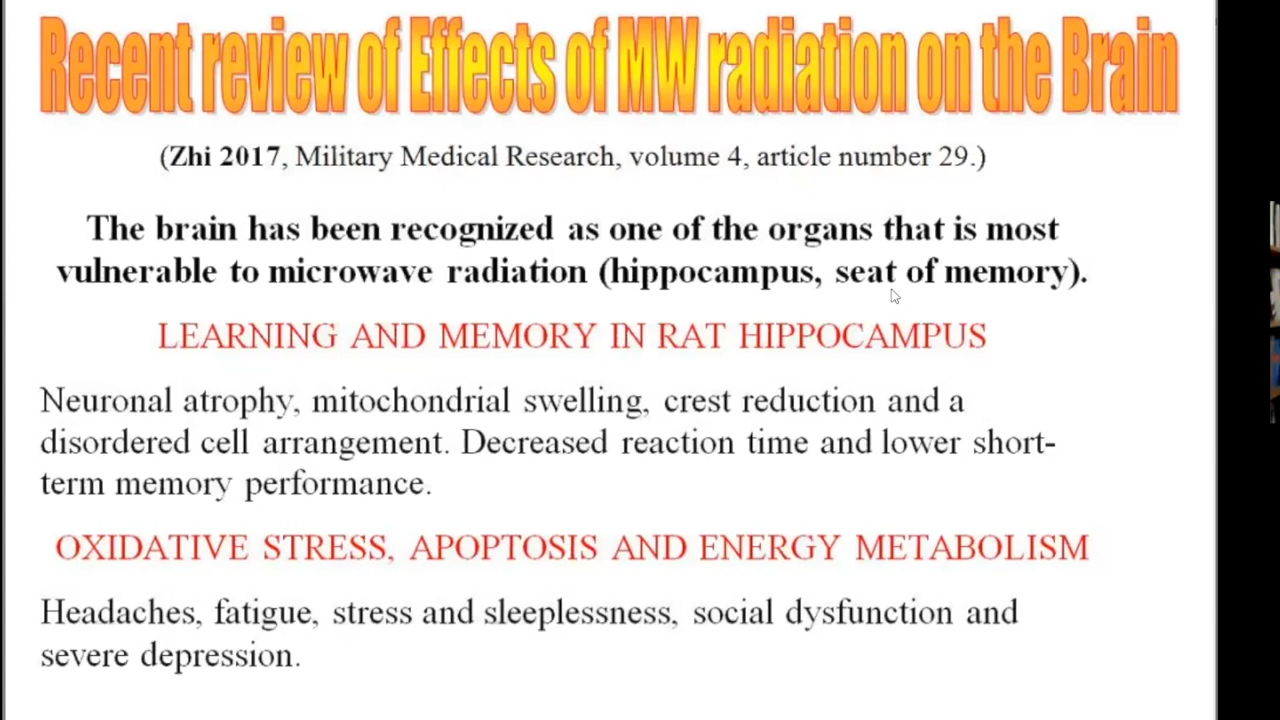 Recent review of Effects of MW radiation on the Brain
(Zhi 2017, Military Medical Research, volume 4, article number 29.)
The brain has been recognized as one of the organs that is most
vulnerable to microwave radiation (hippocampus, seat of memory).
LEARNING AND MEMORY IN RAT HIPPOCAMPUS
Neuronal atrophy, mitochondrial swelling, crest reduction and a
disordered cell arrangement. Decreased reaction time and lower short-
term memory performance.
OXIDATIVE STRESS, APOPTOSIS AND ENERGY METABOLISM
Headaches, fatigue, stress and sleeplessness, social dysfunction and
severe depression.